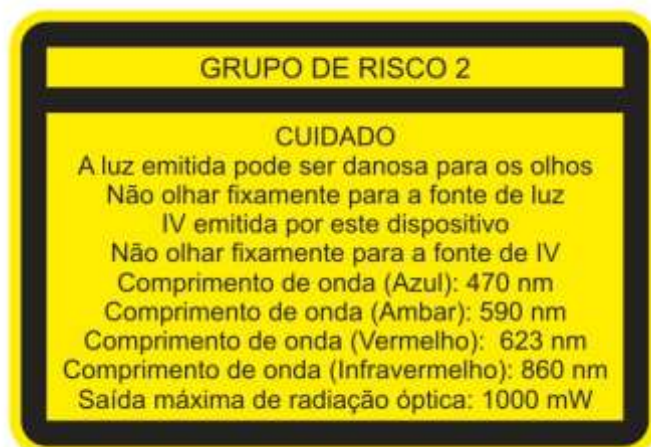 GRUPO DE RISCO 2
CUIDADO
A luz emitida pode ser danosa para os olhos
Não olhar fixamente para a fonte de luz
IV emitida por este dispositivo
Não olhar fixamente para a fonte de IV
Comprimento de onda (Azul): 470 nm
Comprimento de onda (Ambar): 590 nm
Comprimento de onda (Vermelho): 623 nm
Comprimento de onda (Infravermelho): 860 nm
Saída máxima de radiação óptica: 1000 mW